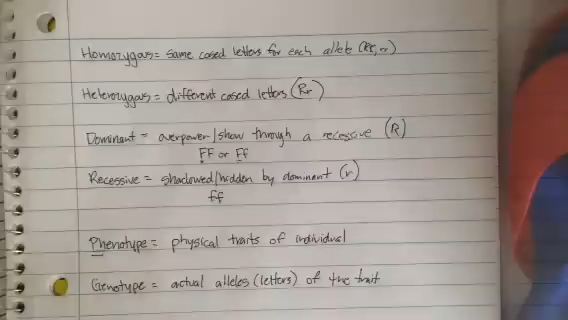 Homozygous = same cased letters for each allele (RR, rr)
Heterozygous = different cased letters (Rr)
Dominant = overpower/show through a recessive (R)
FF or Ff
Recessive = shadowed/hidden by dominant (r)
ff
Phenotype = physical traits of individual
Genotype = actual alleles (letters) of the trait